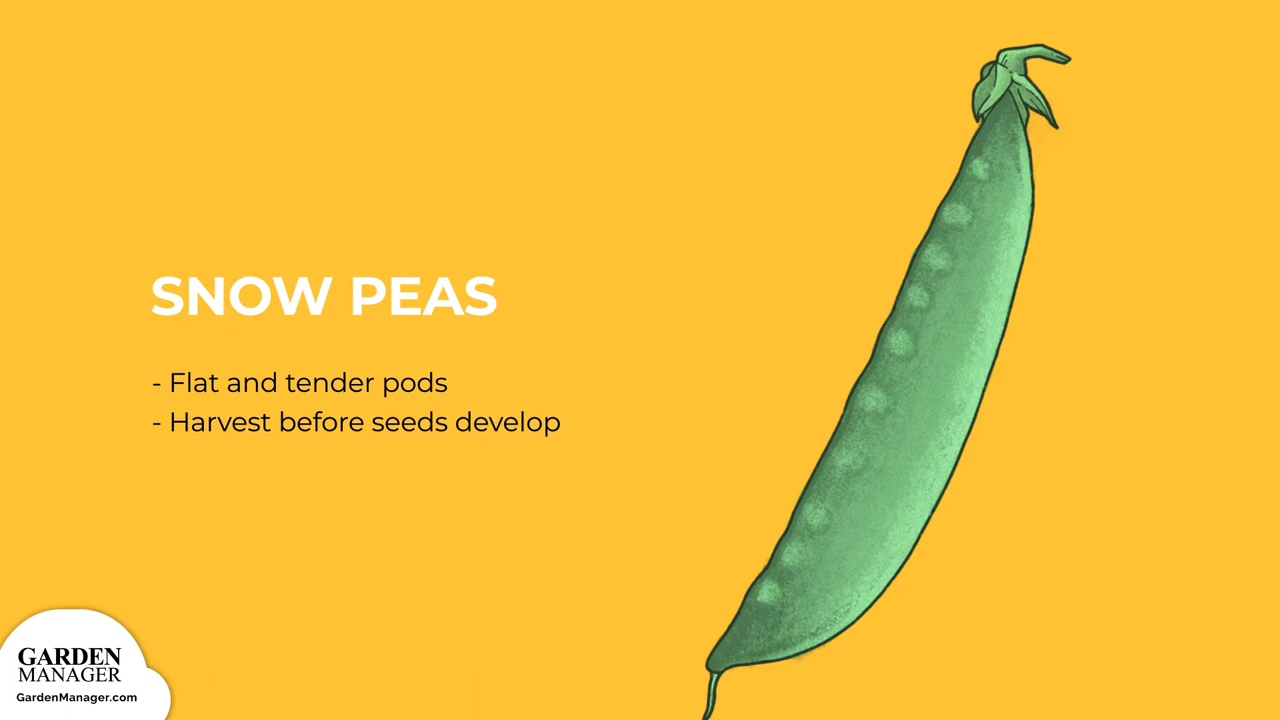 SNOW PEAS
- Flat and tender pods
- Harvest before seeds develop
GARDEN
MANAGER
GardenManager.com